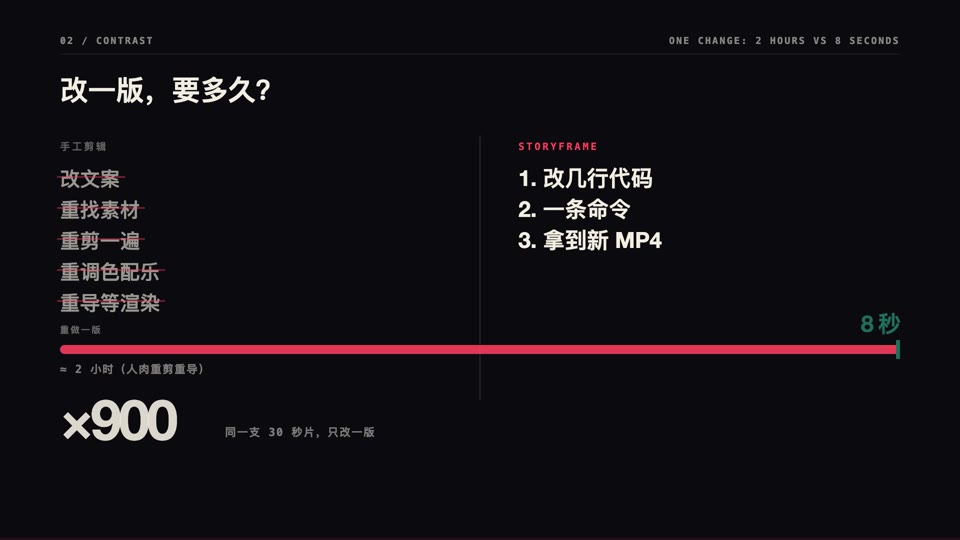 02 / CONTRAST
ONE CHANGE: 2 HOURS VS 8 SECONDS
改一版，要多久？
手工剪辑
改文案
重找素材
重剪一遍
重调色配乐
重导等渲染
STORYFRAME
1. 改几行代码
2. 一条命令
3. 拿到新 MP4
重做一版
8 秒
≈ 2 小时（人肉重剪重导）
×900
同一支 30 秒片，只改一版